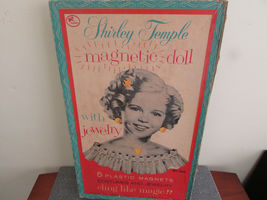 Shirley Temple
magnetic doll
with
jewelry
5 PLASTIC MAGNETS
cling like magic!!